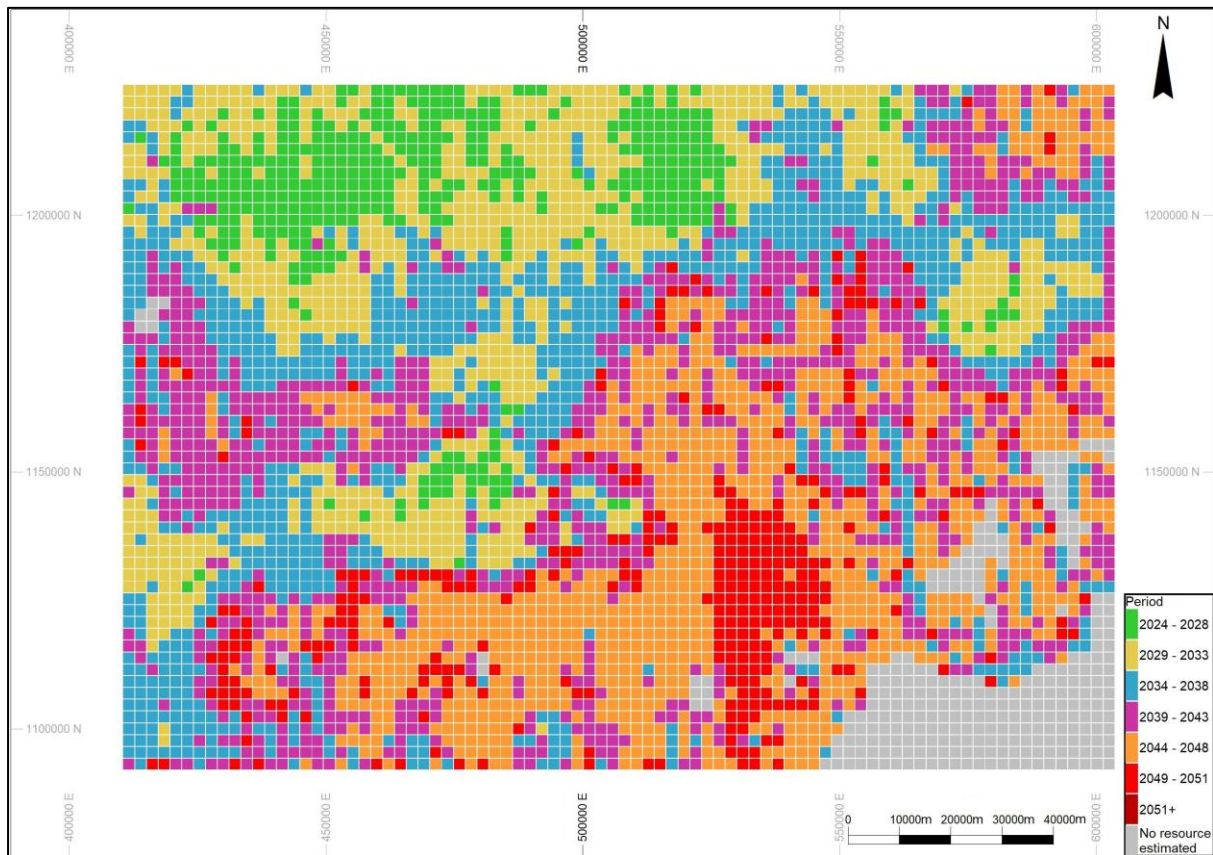 400000 E
450000 E
500000 E
550000 E
600000 E
N
1200000 N
1200000 N
1150000 N
1150000 N
1100000 N
400000 E
450000 E
500000 E
550000 E
600000 E
0
10000m
20000m
30000m
40000m
Period
2024 - 2028
2029 - 2033
2034 - 2038
2039 - 2043
2044 - 2048
2049 - 2051
2051+
No resource
estimated